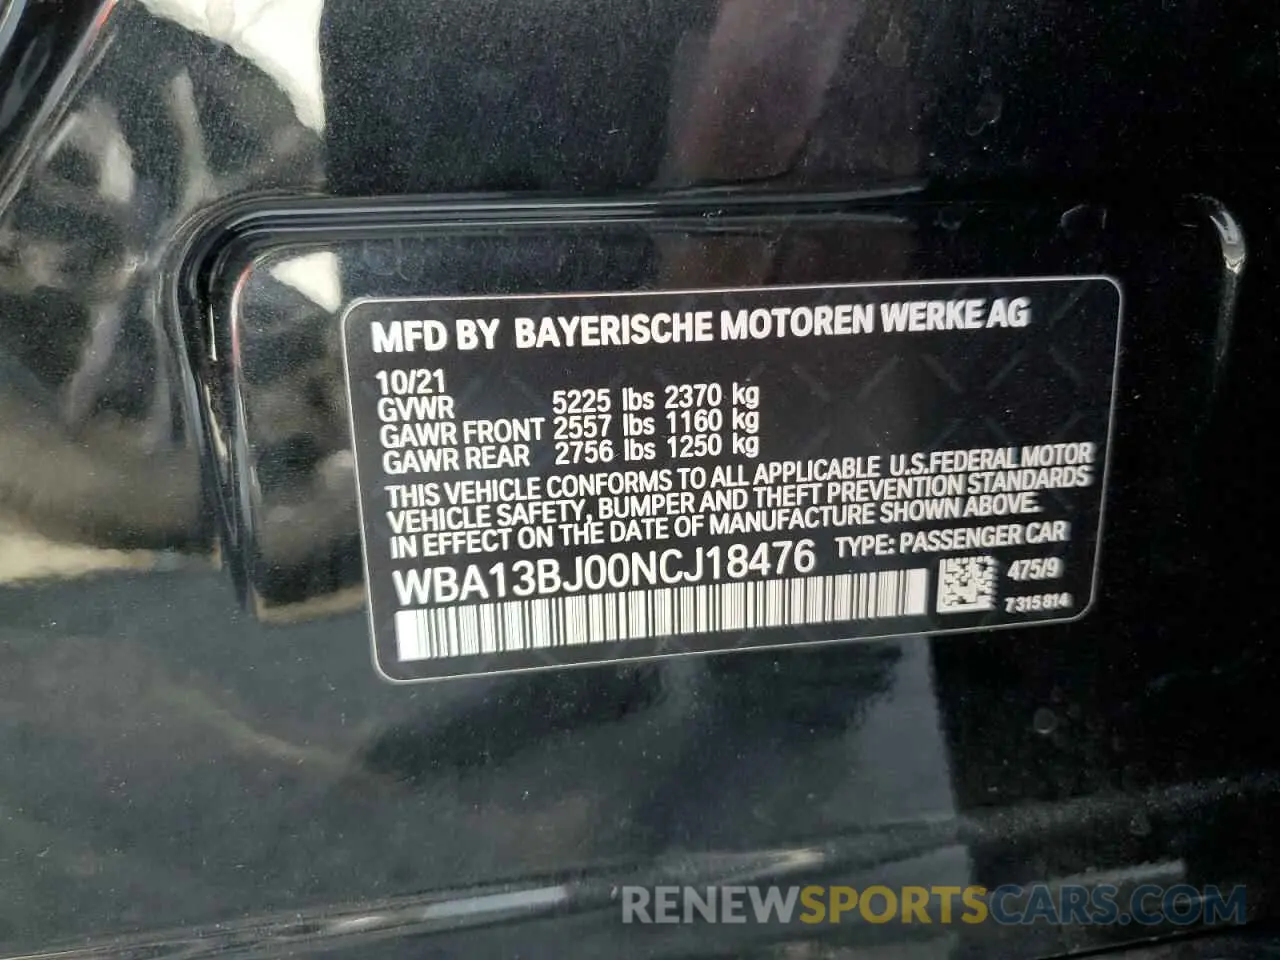 MFD BY BAYERISCHE MOTOREN WERKE AG
10/21
GVWR 5225 lbs 2370 kg
GAWR FRONT 2557 lbs 1160 kg
GAWR REAR 2756 lbs 1250 kg
THIS VEHICLE CONFORMS TO ALL APPLICABLE U.S.FEDERAL MOTOR
VEHICLE SAFETY, BUMPER AND THEFT PREVENTION STANDARDS
IN EFFECT ON THE DATE OF MANUFACTURE SHOWN ABOVE.
WBA13BJ00NCJ18476 TYPE: PASSENGER CAR
475/9
7315814
RENEWSPORTSCARS.COM